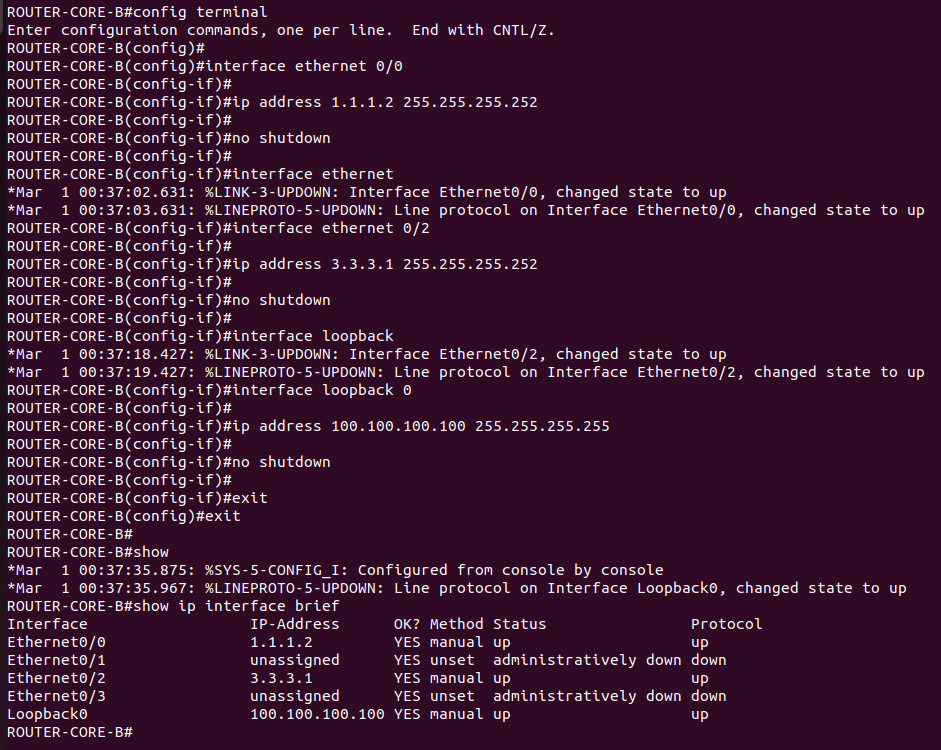 ROUTER-CORE-B#config terminal
Enter configuration commands, one per line.  End with CNTL/Z.
ROUTER-CORE-B(config)#
ROUTER-CORE-B(config)#interface ethernet 0/0
ROUTER-CORE-B(config-if)#
ROUTER-CORE-B(config-if)#ip address 1.1.1.2 255.255.255.252
ROUTER-CORE-B(config-if)#
ROUTER-CORE-B(config-if)#no shutdown
ROUTER-CORE-B(config-if)#
ROUTER-CORE-B(config-if)#interface ethernet
*Mar  1 00:37:02.631: %LINK-3-UPDOWN: Interface Ethernet0/0, changed state to up
*Mar  1 00:37:03.631: %LINEPROTO-5-UPDOWN: Line protocol on Interface Ethernet0/0, changed state to up
ROUTER-CORE-B(config-if)#interface ethernet 0/2
ROUTER-CORE-B(config-if)#
ROUTER-CORE-B(config-if)#ip address 3.3.3.1 255.255.255.252
ROUTER-CORE-B(config-if)#
ROUTER-CORE-B(config-if)#no shutdown
ROUTER-CORE-B(config-if)#
ROUTER-CORE-B(config-if)#interface loopback
*Mar  1 00:37:18.427: %LINK-3-UPDOWN: Interface Ethernet0/2, changed state to up
*Mar  1 00:37:19.427: %LINEPROTO-5-UPDOWN: Line protocol on Interface Ethernet0/2, changed state to up
ROUTER-CORE-B(config-if)#interface loopback 0
ROUTER-CORE-B(config-if)#
ROUTER-CORE-B(config-if)#ip address 100.100.100.100 255.255.255.255
ROUTER-CORE-B(config-if)#
ROUTER-CORE-B(config-if)#no shutdown
ROUTER-CORE-B(config-if)#
ROUTER-CORE-B(config-if)#exit
ROUTER-CORE-B(config)#exit
ROUTER-CORE-B#
ROUTER-CORE-B#show
*Mar  1 00:37:35.875: %SYS-5-CONFIG_I: Configured from console by console
*Mar  1 00:37:35.967: %LINEPROTO-5-UPDOWN: Line protocol on Interface Loopback0, changed state to up
ROUTER-CORE-B#show ip interface brief
Interface                  IP-Address      OK? Method Status                Protocol
Ethernet0/0                1.1.1.2         YES manual up                    up
Ethernet0/1                unassigned      YES unset  administratively down down
Ethernet0/2                3.3.3.1         YES manual up                    up
Ethernet0/3                unassigned      YES unset  administratively down down
Loopback0                  100.100.100.100 YES manual up                    up
ROUTER-CORE-B#